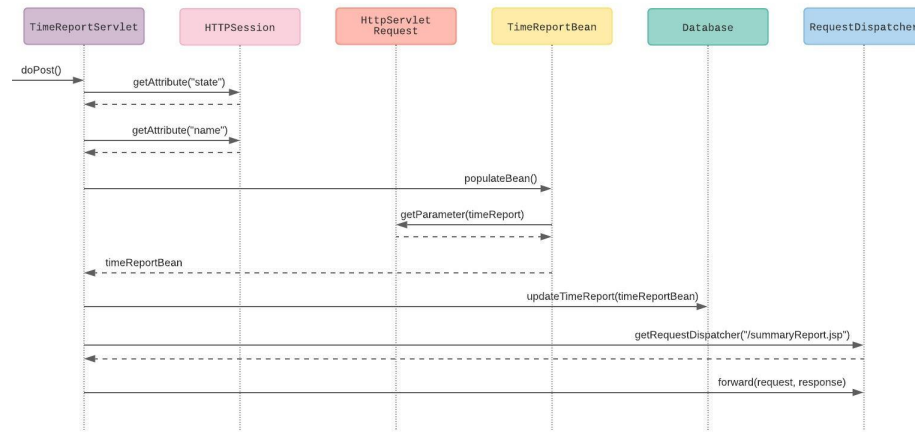 TimeReportServlet
HTTPSession
HttpServlet
Request
TimeReportBean
Database
RequestDispatcher
doPost()
getAttribute("state")
getAttribute("name")
populateBean()
getParameter(timeReport)
timeReportBean
updateTimeReport(timeReportBean)
getRequestDispatcher("/summaryReport.jsp")
forward(request, response)